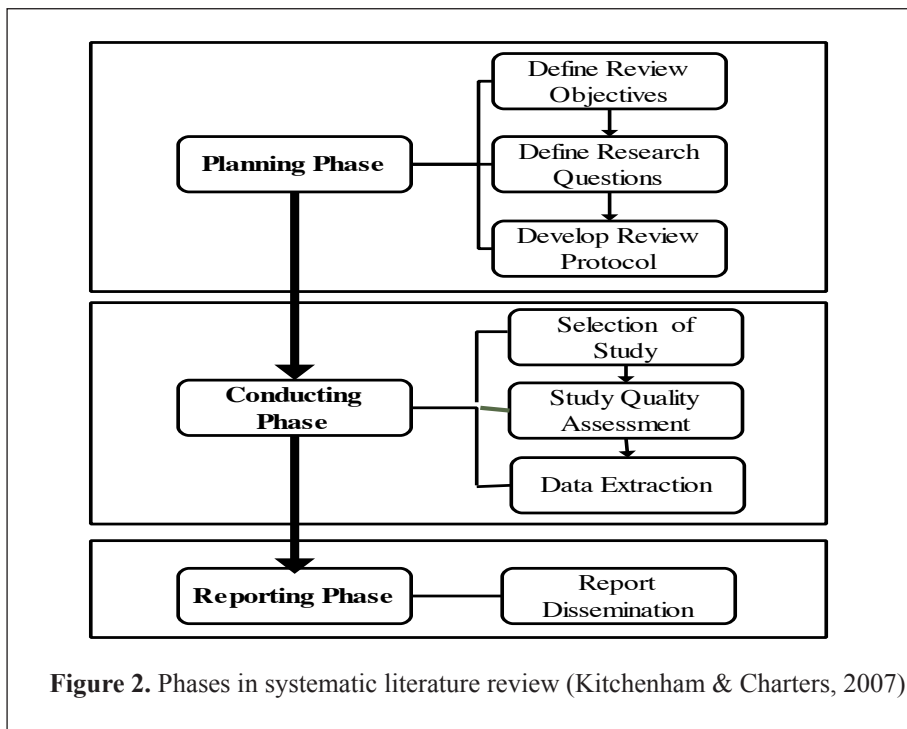 Define Review
Objectives
Planning Phase
Define Research
Questions
Develop Review
Protocol
Selection of
Study
Conducting
Phase
Study Quality
Assessment
Data Extraction
Reporting Phase
Report
Dissemination
Figure 2. Phases in systematic literature review (Kitchenham & Charters, 2007)